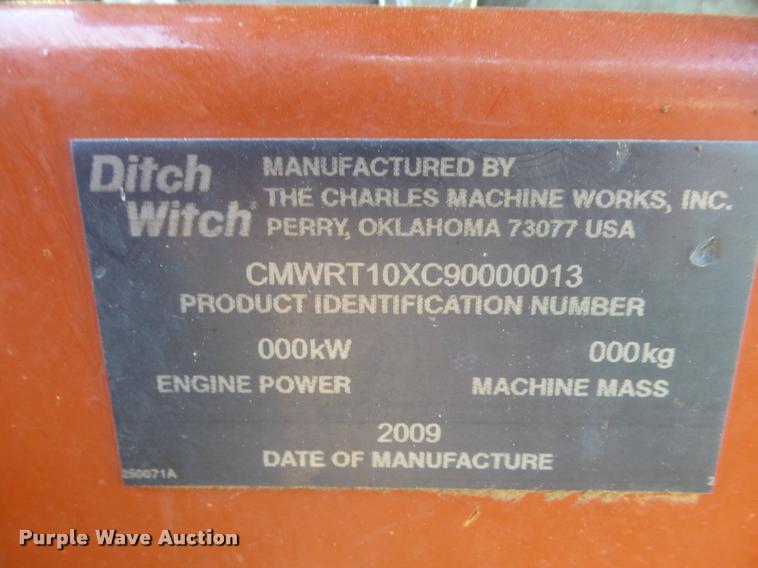 Ditch Witch®
MANUFACTURED BY
THE CHARLES MACHINE WORKS, INC.
PERRY, OKLAHOMA 73077 USA
CMWRT10XC90000013
PRODUCT IDENTIFICATION NUMBER
000kW 000kg
ENGINE POWER MACHINE MASS
2009
DATE OF MANUFACTURE
250071A
Purple Wave Auction